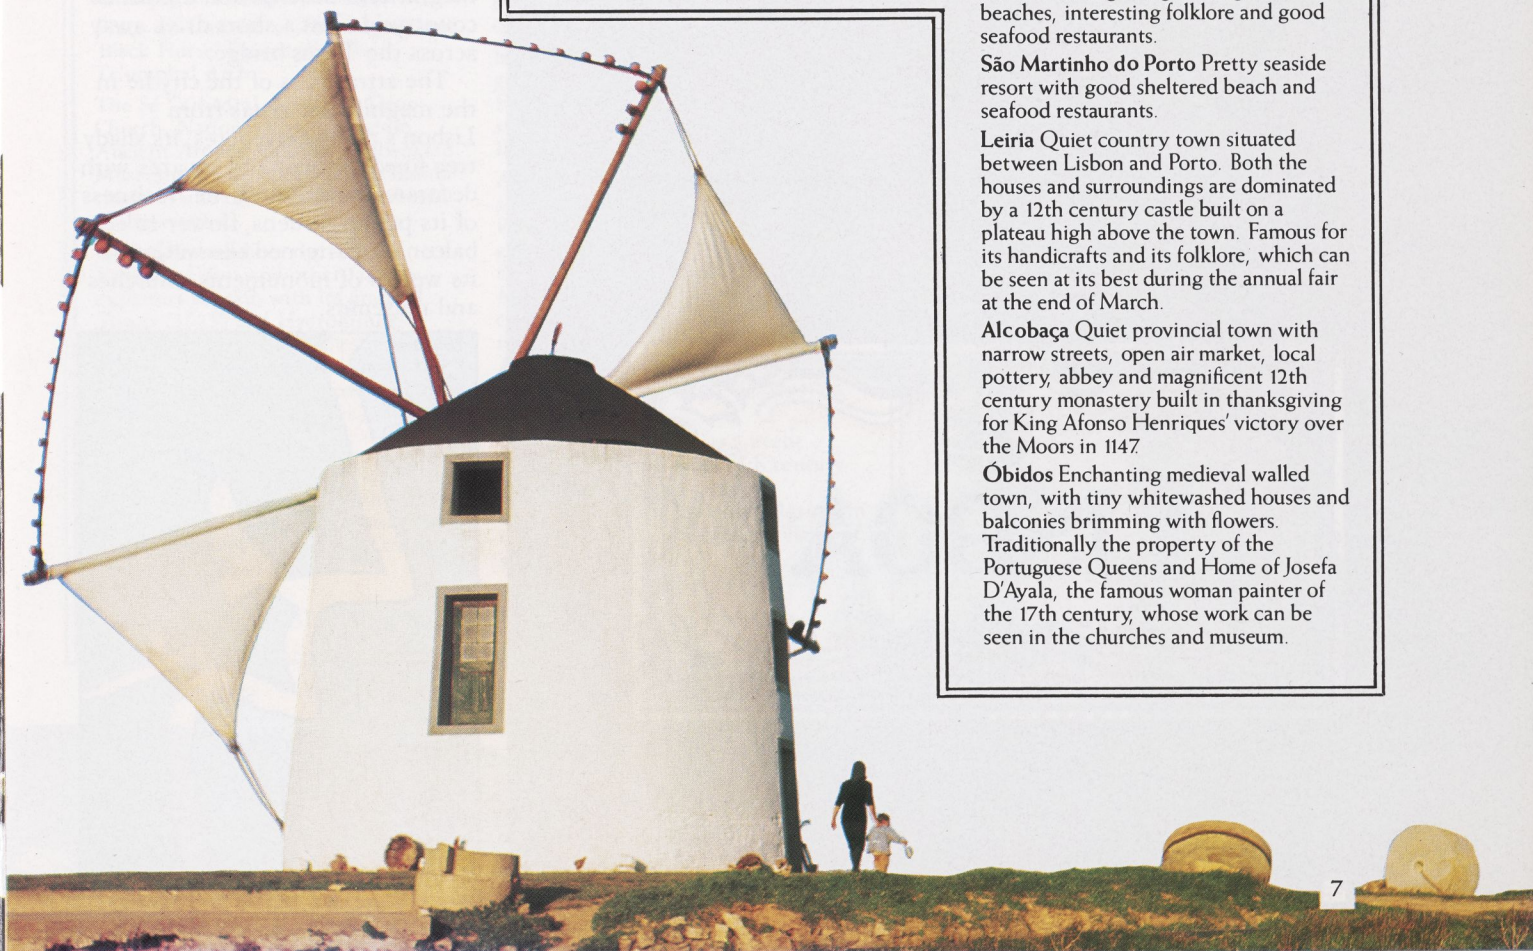 beaches, interesting folklore and good
seafood restaurants.
São Martinho do Porto Pretty seaside
resort with good sheltered beach and
seafood restaurants.
Leiria Quiet country town situated
between Lisbon and Porto. Both the
houses and surroundings are dominated
by a 12th century castle built on a
plateau high above the town. Famous for
its handicrafts and its folklore, which can
be seen at its best during the annual fair
at the end of March.
Alcobaça Quiet provincial town with
narrow streets, open air market, local
pottery, abbey and magnificent 12th
century monastery built in thanksgiving
for King Afonso Henriques' victory over
the Moors in 1147.
Óbidos Enchanting medieval walled
town, with tiny whitewashed houses and
balconies brimming with flowers.
Traditionally the property of the
Portuguese Queens and Home of Josefa
D'Ayala, the famous woman painter of
the 17th century, whose work can be
seen in the churches and museum.
7